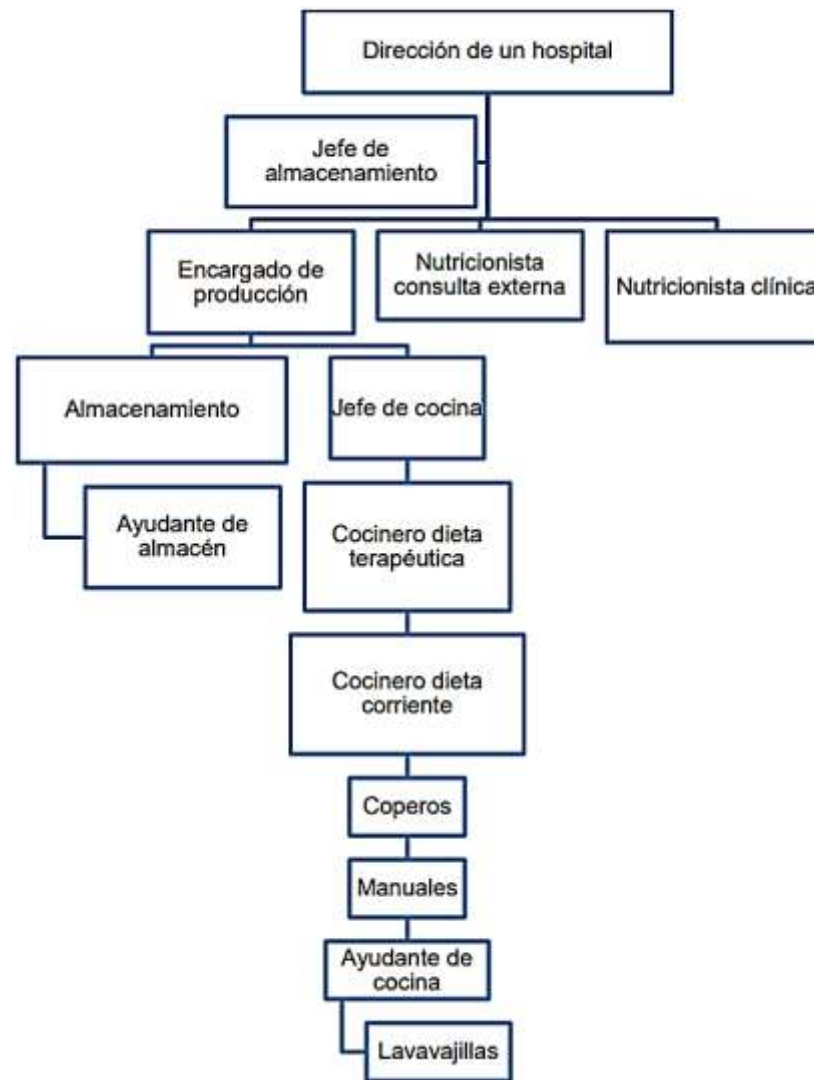 Dirección de un hospital
Jefe de
almacenamiento
Encargado de
producción
Nutricionista
consulta externa
Nutricionista clínica
Almacenamiento
Jefe de cocina
Ayudante de
almacén
Cocinero dieta
terapéutica
Cocinero dieta
corriente
Coperos
Manuales
Ayudante de
cocina
Lavavajillas